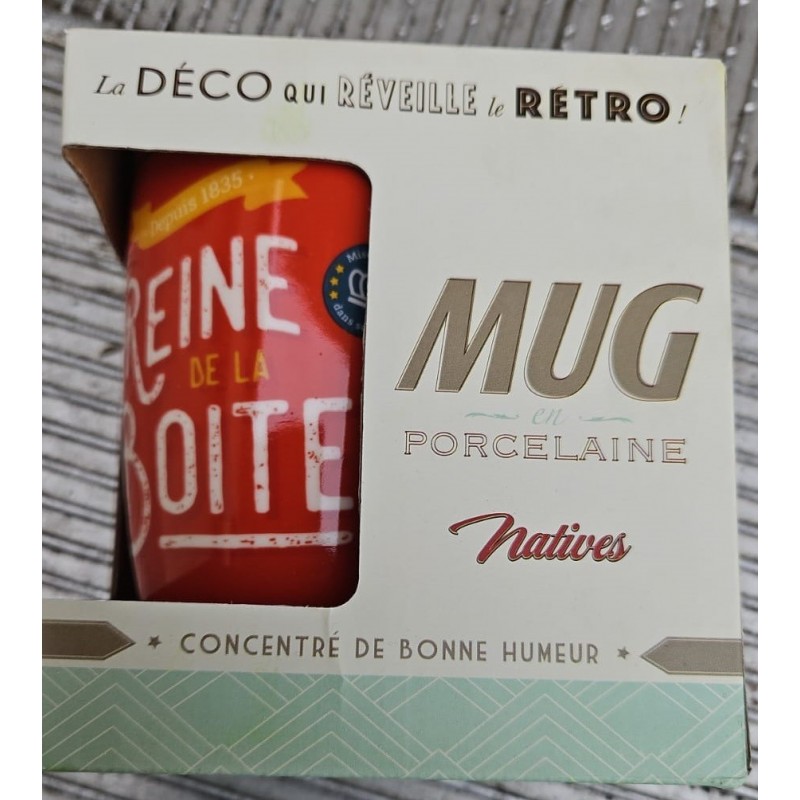 La DÉCO QUI RÉVEILLE le RÉTRO !
Depuis 1835
REINE
DE LA
BOITE
dans
MUG
en
PORCELAINE
Natives
CONCENTRÉ DE BONNE HUMEUR